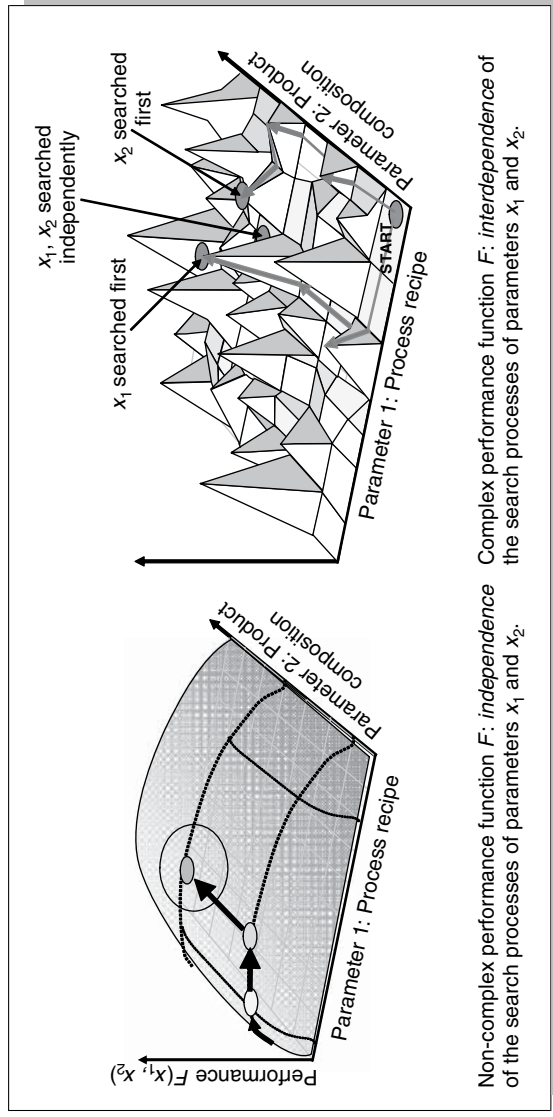 Performance F(x₁, x₂)
Parameter 1: Process recipe
Parameter 2: Product
composition
Non-complex performance function F: independence
of the search processes of parameters x₁ and x₂.
x₁ searched first
x₁, x₂ searched
independently
x₂ searched
first
START
Parameter 1: Process recipe
Parameter 2: Product
composition
Complex performance function F: interdependence of
the search processes of parameters x₁ and x₂.